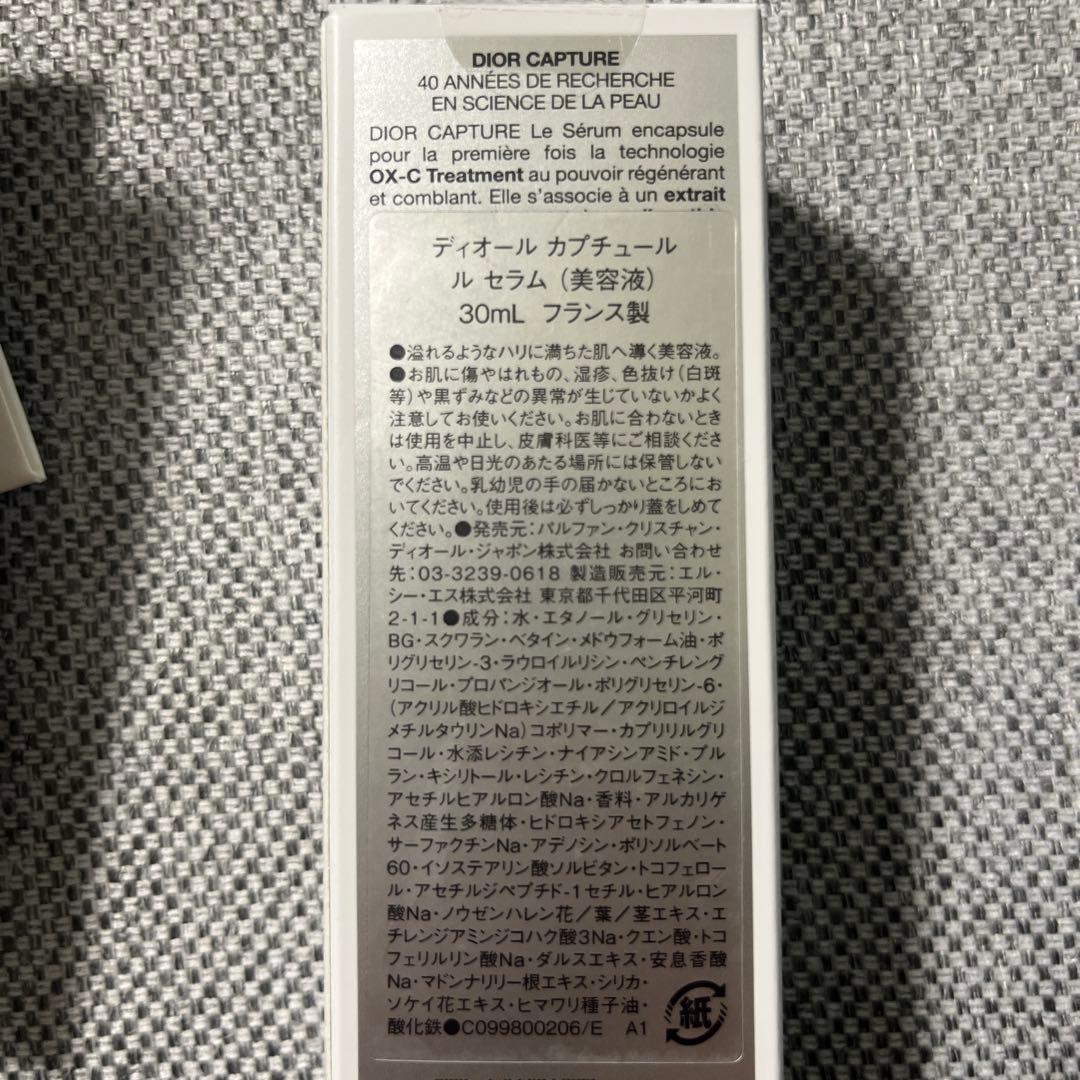 DIOR CAPTURE
40 ANNÉES DE RECHERCHE
EN SCIENCE DE LA PEAU
DIOR CAPTURE Le Sérum encapsule
pour la première fois la technologie
OX-C Treatment au pouvoir régénérant
et comblant. Elle s'associe à un extrait
ディオール カプチュール
ル セラム（美容液）
30mL フランス製
●溢れるようなハリに満ちた肌へ導く美容液。
●お肌に傷やはれもの、湿疹、色抜け（白斑
等）や黒ずみなどの異常が生じていないかよく
注意してお使いください。お肌に合わないとき
は使用を中止し、皮膚科医等にご相談くださ
い。高温や日光のあたる場所には保管しない
でください。乳幼児の手の届かないところにお
いてください。使用後は必ずしっかり蓋をしめて
ください。●発売元：パルファン・クリスチャン・
ディオール・ジャポン株式会社 お問い合わせ
先：03-3239-0618 製造販売元：エル・
シー・エス株式会社 東京都千代田区平河町
2-1-1●成分：水・エタノール・グリセリン・
BG・スクワラン・ベタイン・メドウフォーム油・ポ
リグリセリン-3・ラウロイルリシン・ペンチレング
リコール・プロパンジオール・ポリグリセリン-6・
（アクリル酸ヒドロキシエチル／アクリロイルジ
メチルタウリンNa）コポリマー・カプリリルグリ
コール・水添レシチン・ナイアシンアミド・プル
ラン・キシリトール・レシチン・クロルフェネシン・
アセチルヒアルロン酸Na・香料・アルカリゲ
ネス産生多糖体・ヒドロキシアセトフェノン・
サーファクチンNa・アデノシン・ポリソルベート
60・イソステアリン酸ソルビタン・トコフェロー
ル・アセチルジペプチド-1セチル・ヒアルロン
酸Na・ノウゼンハレン花／葉／茎エキス・エ
チレンジアミンジコハク酸3Na・クエン酸・トコ
フェリルリン酸Na・ダルスエキス・安息香酸
Na・マドンナリリー根エキス・シリカ・
ソケイ花エキス・ヒマワリ種子油・
酸化鉄●C099800206/E A1
紙